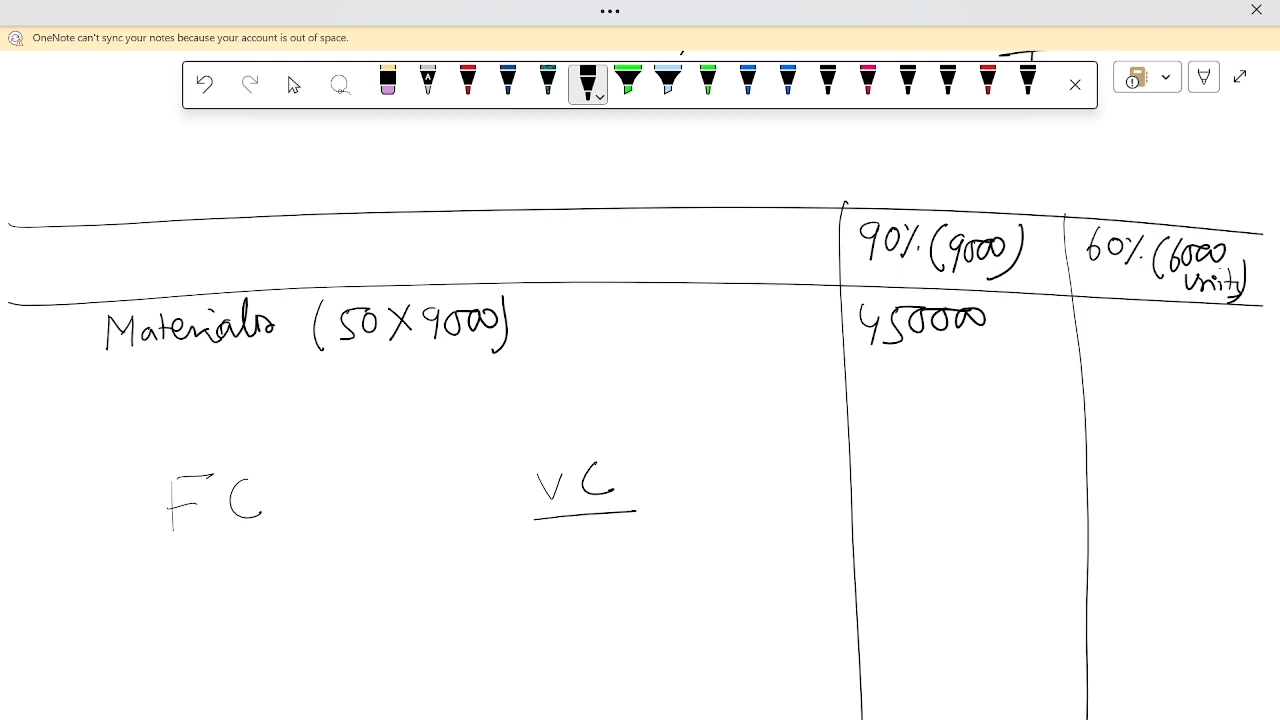 OneNote can't sync your notes because your account is out of space.
90% (9000) 60% (6000 units)
Materials (50 X 9000) 450000
FC VC